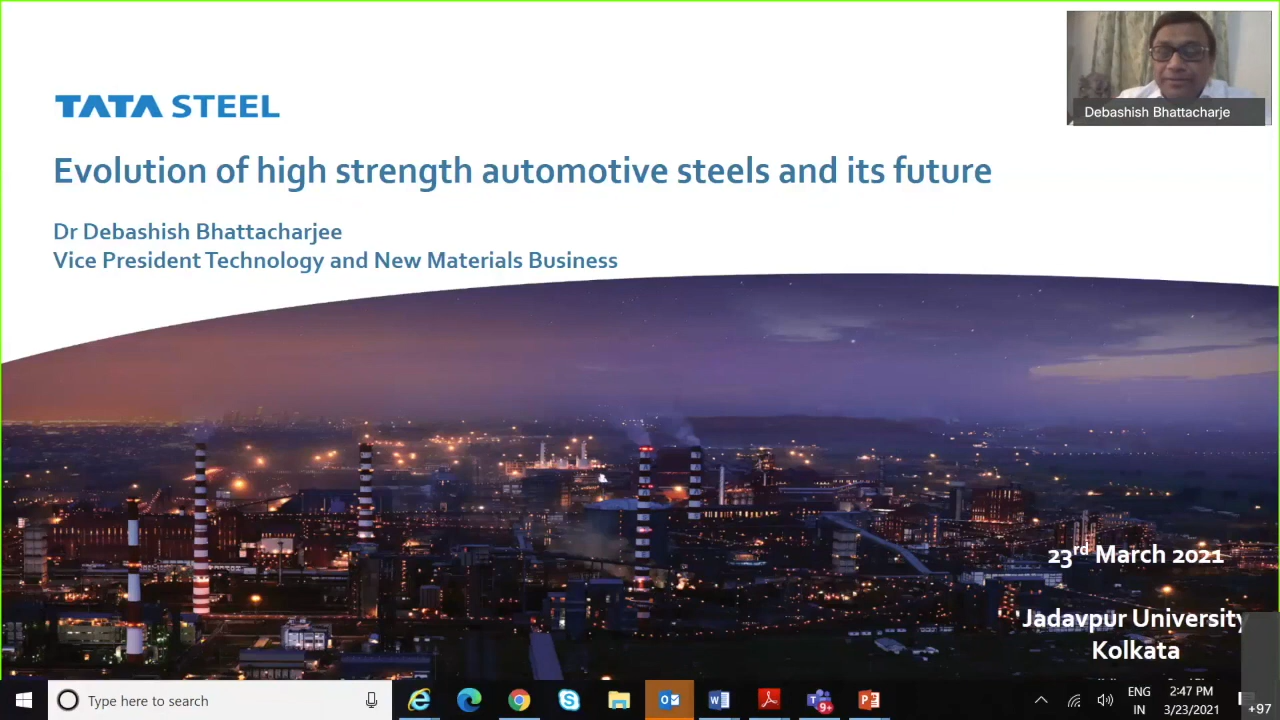 TATA STEEL
Debashish Bhattacharje
Evolution of high strength automotive steels and its future
Dr Debashish Bhattacharjee
Vice President Technology and New Materials Business
23rd March 2021
Jadavpur University
Kolkata
Type here to search
9+
ENG
IN
2:47 PM
3/23/2021
+97